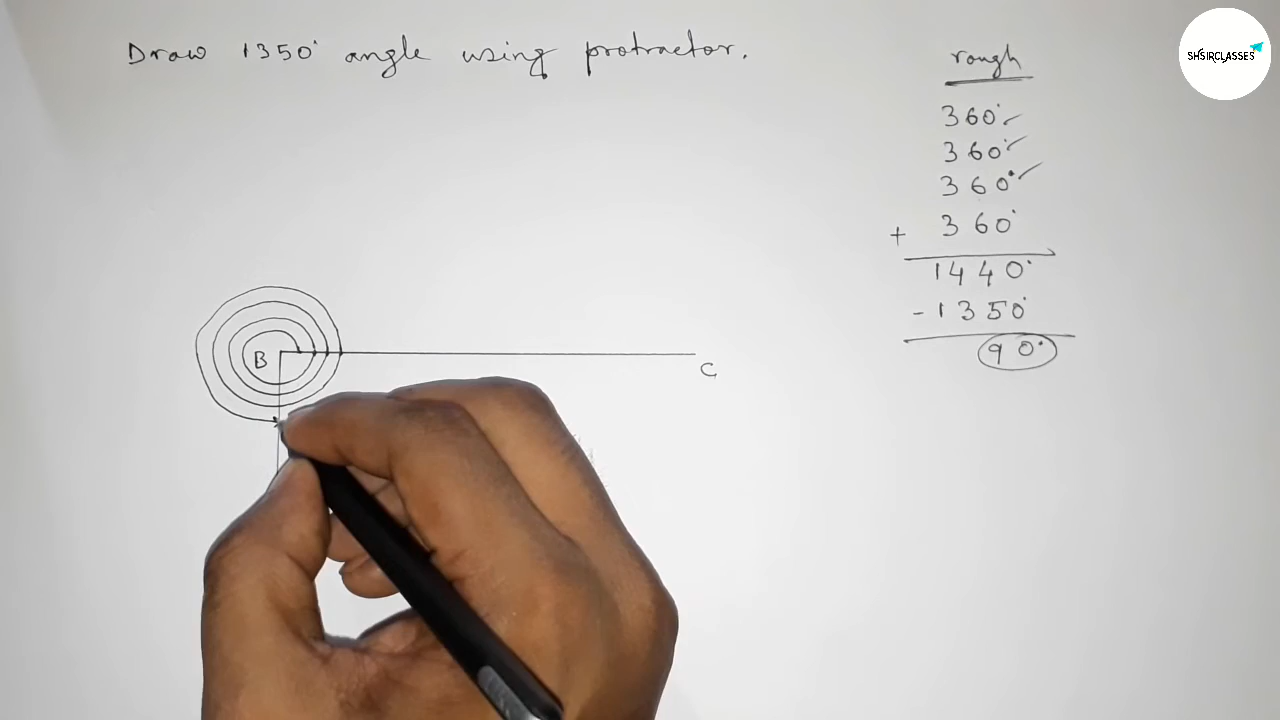 Draw 1350° angle using protractor.
SHSIRCLASSES
rough
360°
360°
360°
+ 360°
1440°
- 1350°
90°
B
C